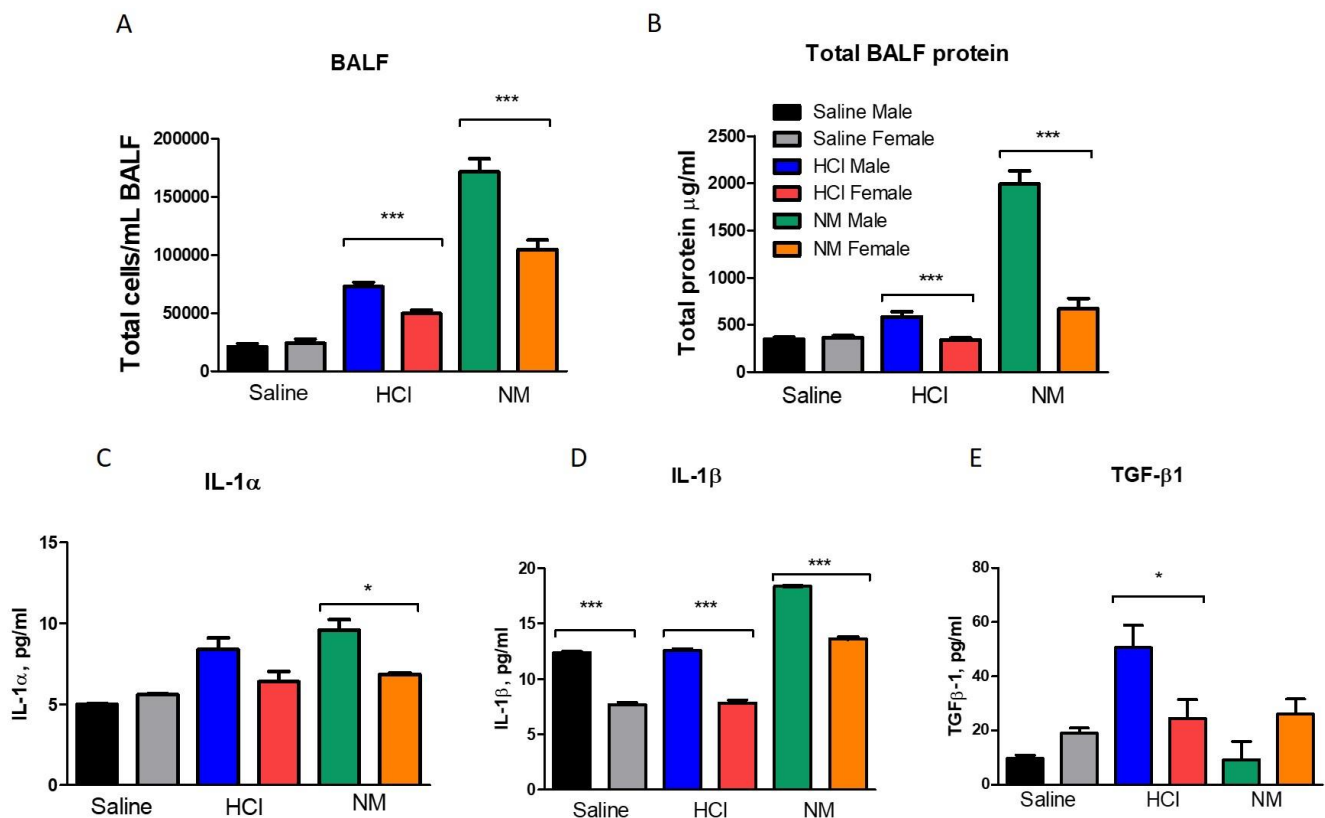 A
BALF
Total cells/mL BALF
200000
150000
100000
50000
0
***
***
Saline
HCl
NM
B
Total BALF protein
Total protein μg/ml
2500
2000
1500
1000
500
0
Saline Male
Saline Female
HCl Male
HCl Female
NM Male
NM Female
***
***
Saline
HCl
NM
C
IL-1α
IL-1α, pg/ml
15
10
5
0
*
Saline
HCl
NM
D
IL-1β
IL-1β, pg/ml
20
15
10
5
0
***
***
***
Saline
HCl
NM
E
TGF-β1
TGFβ-1, pg/ml
80
60
40
20
0
*
Saline
HCl
NM